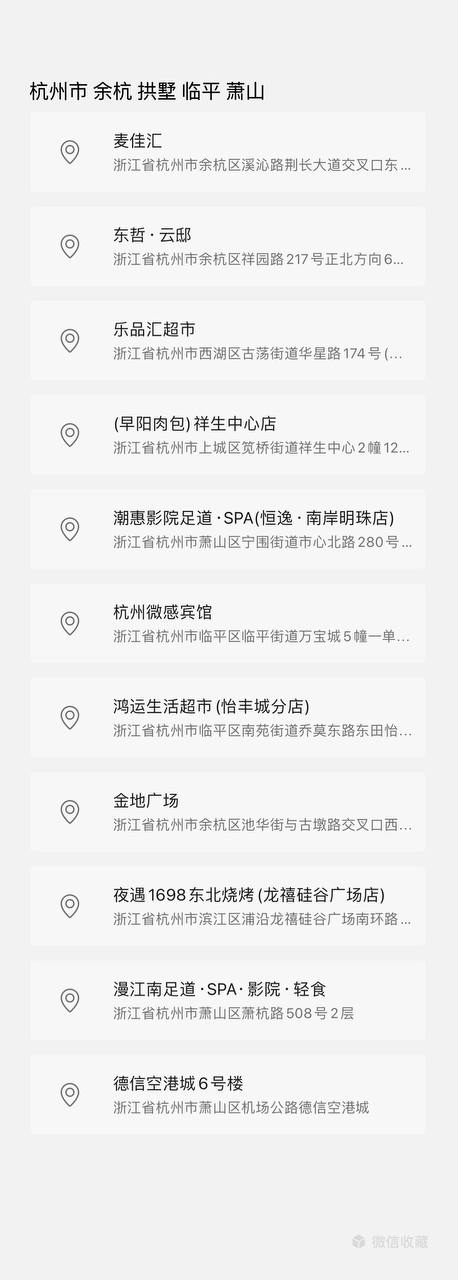 杭州市 余杭 拱墅 临平 萧山
麦佳汇
浙江省杭州市余杭区溪沁路荆长大道交叉口东...
东哲·云邸
浙江省杭州市余杭区祥园路217号正北方向6...
乐品汇超市
浙江省杭州市西湖区古荡街道华星路174号(...
(早阳肉包)祥生中心店
浙江省杭州市上城区笕桥街道祥生中心2幢12...
潮惠影院足道·SPA(恒逸·南岸明珠店)
浙江省杭州市萧山区宁围街道市心北路280号...
杭州微感宾馆
浙江省杭州市临平区临平街道万宝城5幢一单...
鸿运生活超市(怡丰城分店)
浙江省杭州市临平区南苑街道乔莫东路东田怡...
金地广场
浙江省杭州市余杭区池华街与古墩路交叉口西...
夜遇1698东北烧烤(龙禧硅谷广场店)
浙江省杭州市滨江区浦沿龙禧硅谷广场南环路...
漫江南足道·SPA·影院·轻食
浙江省杭州市萧山区萧杭路508号2层
德信空港城6号楼
浙江省杭州市萧山区机场公路德信空港城
微信收藏